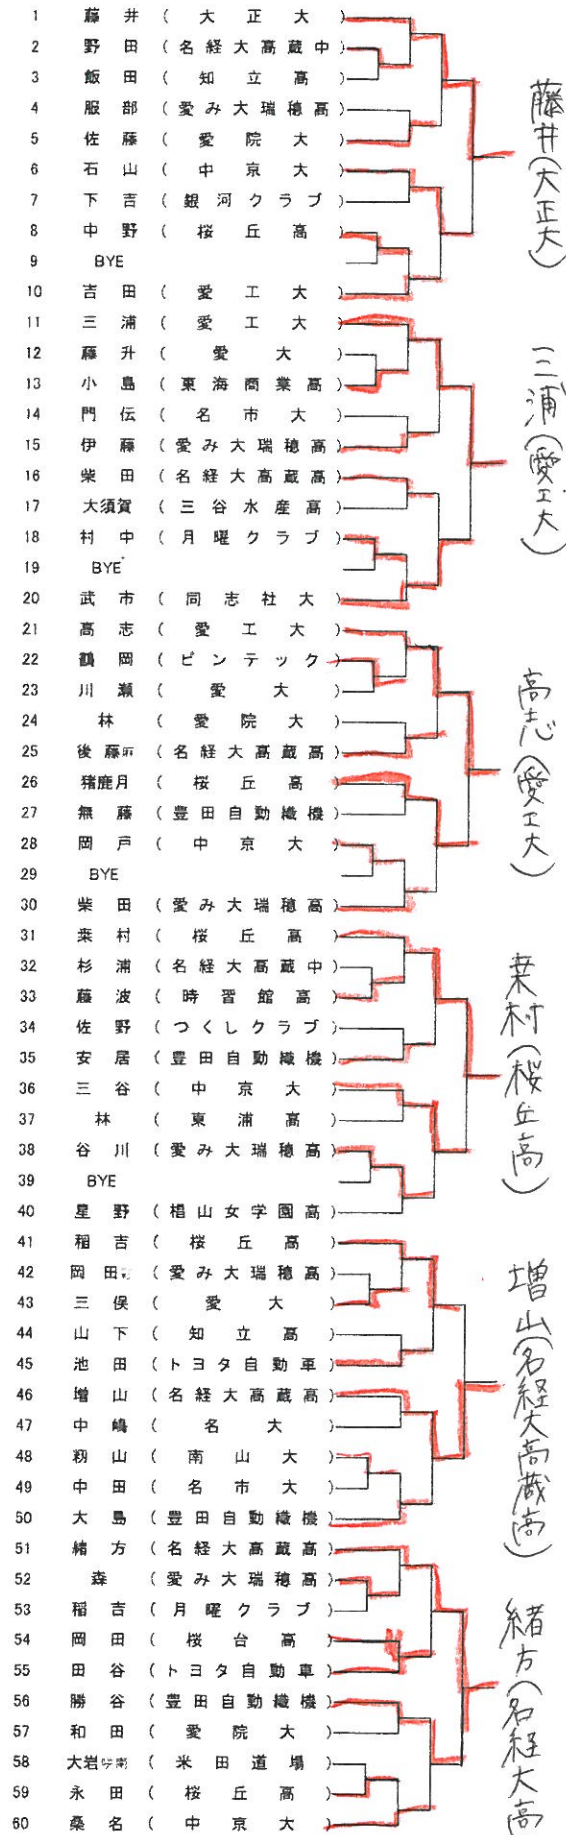 1 藤井 (大正大)
2 野田 (名経大高蔵中)
3 飯田 (知立高)
4 服部 (愛み大瑞穂高)
5 佐藤 (愛院大)
6 石山 (中京大)
7 下吉 (銀河クラブ)
8 中野 (桜丘高)
9 BYE
10 吉田 (愛工大)
11 三浦 (愛工大)
12 藤升 (愛大)
13 小島 (東海商業高)
14 門伝 (名市大)
15 伊藤 (愛み大瑞穂高)
16 柴田 (名経大高蔵高)
17 大須賀 (三谷水産高)
18 村中 (月曜クラブ)
19 BYE
20 武市 (同志社大)
21 高志 (愛工大)
22 鶴岡 (ピンテック)
23 川瀬 (愛大)
24 林 (愛院大)
25 後藤麻 (名経大高蔵高)
26 猪鹿月 (桜丘高)
27 無藤 (豊田自動織機)
28 岡戸 (中京大)
29 BYE
30 柴田 (愛み大瑞穂高)
31 桒村 (桜丘高)
32 杉浦 (名経大高蔵中)
33 藤波 (時習館高)
34 佐野 (つくしクラブ)
35 安居 (豊田自動織機)
36 三谷 (中京大)
37 林 (東浦高)
38 谷川 (愛み大瑞穂高)
39 BYE
40 星野 (椙山女学園高)
41 稲吉 (桜丘高)
42 岡田 (愛み大瑞穂高)
43 三俣 (愛大)
44 山下 (知立高)
45 池田 (トヨタ自動車)
46 増山 (名経大高蔵高)
47 中嶋 (名大)
48 籾山 (南山大)
49 中田 (名市大)
50 大島 (豊田自動織機)
51 緒方 (名経大高蔵高)
52 森 (愛み大瑞穂高)
53 稲吉 (月曜クラブ)
54 岡田 (桜台高)
55 田谷 (トヨタ自動車)
56 勝谷 (豊田自動織機)
57 和田 (愛院大)
58 大岩 (米田道場)
59 永田 (桜丘高)
60 桑名 (中京大)
藤井(大正大)
三浦(愛工大)
高志(愛工大)
桒村(桜丘高)
増山(名経大高蔵高)
緒方(名経大高